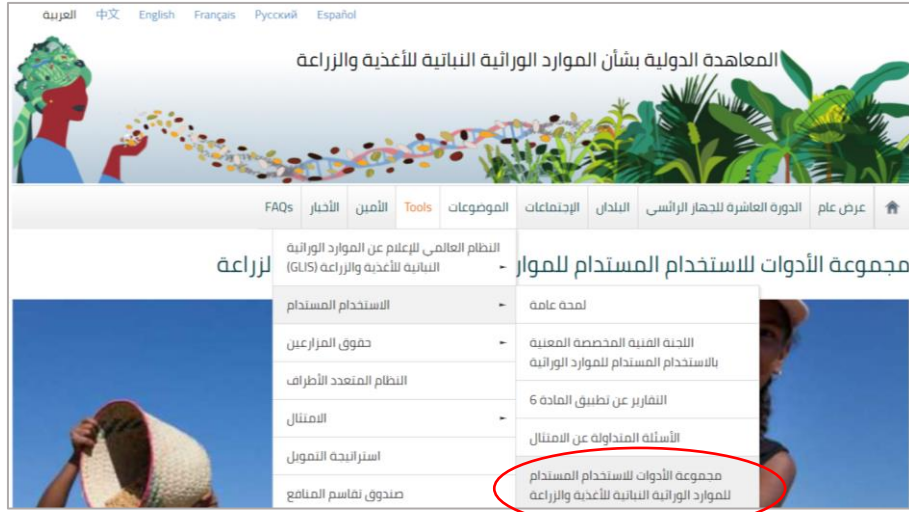 العربية 中文 English Français Русский Español
المعاهدة الدولية بشأن الموارد الوراثية النباتية للأغذية والزراعة
عرض عام الدورة العاشرة للجهاز الرائسي البلدان الإجتماعات الموضوعات Tools الأمين الأخبار FAQs
مجموعة الأدوات للاستخدام المستدام للموار
لزراعة
النظام العالمي للإعلام عن الموارد الوراثية
النباتية للأغذية والزراعة (GLIS)
الاستخدام المستدام
حقوق المزارعين
النظام المتعدد الأطراف
الامتثال
استراتيجة التمويل
صندوق تقاسم المنافع
لمحة عامة
اللجنة الفنية المخصصة المعنية
بالاستخدام المستدام للموارد الوراثية
التقارير عن تطبيق المادة 6
الأسئلة المتداولة عن الامتثال
مجموعة الأدوات للاستخدام المستدام
للموارد الوراثية النباتية للأغذية والزراعة